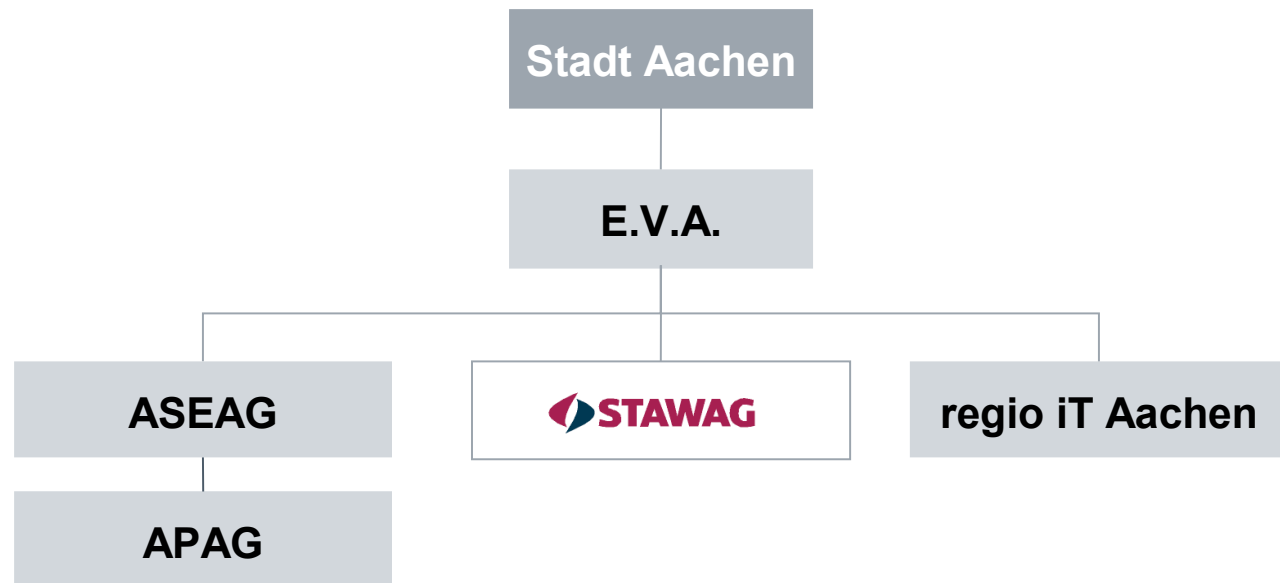 Stadt Aachen
E.V.A.
ASEAG
STAWAG
regio iT Aachen
APAG